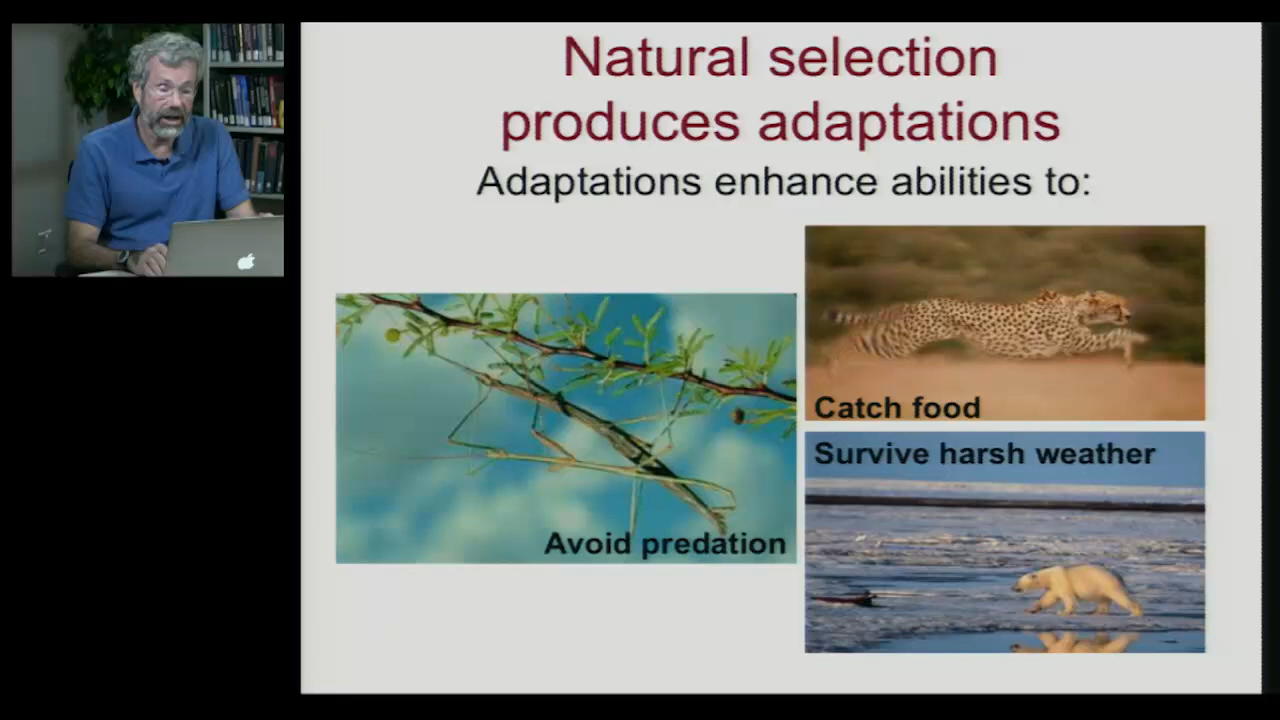 Natural selection
produces adaptations
Adaptations enhance abilities to:
Avoid predation
Catch food
Survive harsh weather